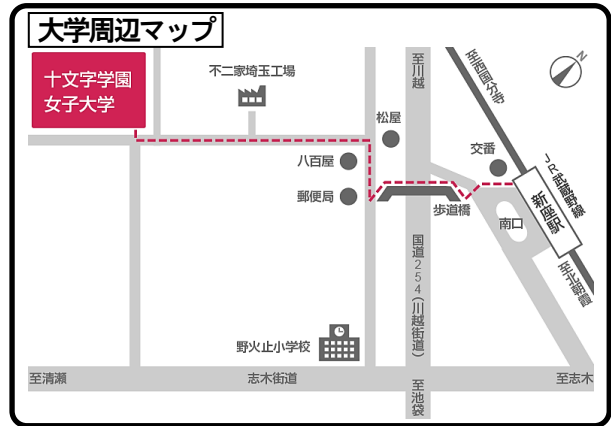 大学周辺マップ
十文字学園
女子大学
不二家埼玉工場
至川越
至西国分寺
N
松屋
交番
八百屋
JR武蔵野線
新座駅
郵便局
歩道橋
南口
国道254(川越街道)
至北朝霞
野火止小学校
至清瀬
志木街道
至志木
至池袋